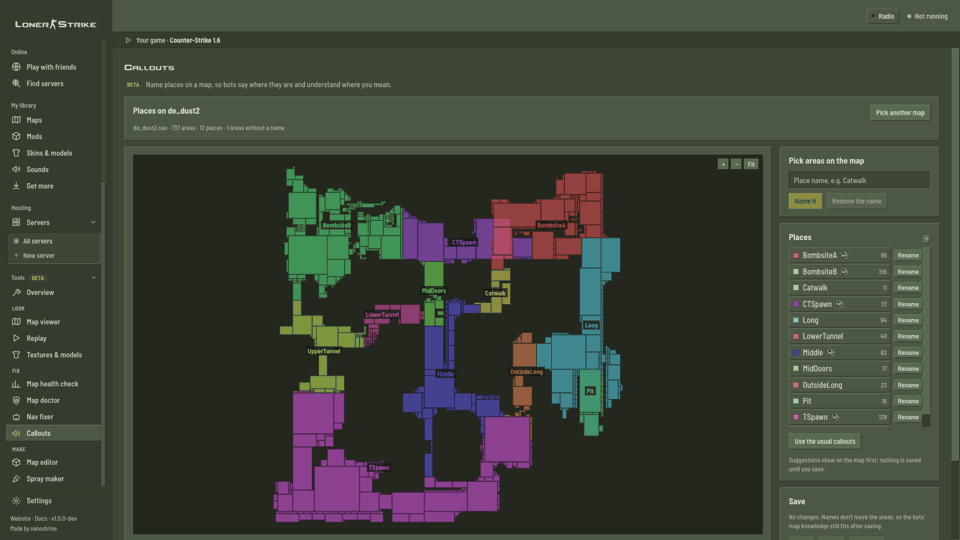 LONER STRIKE
Radio
Not running
Your game · Counter-Strike 1.6
Online
Play with friends
Find servers
My library
Maps
Mods
Skins & models
Sounds
Get more
Hosting
Servers
All servers
New server
Tools BETA
Overview
LOOK
Map viewer
Replay
Textures & models
FIX
Map health check
Map doctor
Nav fixer
Callouts
MAKE
Map editor
Spray maker
Settings
Website · Docs · v1.0.0-dev
Made by nanoshrine
CALLOUTS
BETA Name places on a map, so bots say where they are and understand where you mean.
Places on de_dust2
de_dust2.nav · 737 areas · 12 places · 1 areas without a name
Pick another map
+ − Fit
BombsiteB
BombsiteA
CTSpawn
MidDoors
Catwalk
LowerTunnel
Long
UpperTunnel
OutsideLong
Middle
Pit
TSpawn
Pick areas on the map
Place name, e.g. Catwalk
Name it
Remove the name
Places
BombsiteA 96 Rename
BombsiteB 156 Rename
Catwalk 11 Rename
CTSpawn 37 Rename
Long 94 Rename
LowerTunnel 40 Rename
Middle 82 Rename
MidDoors 17 Rename
OutsideLong 23 Rename
Pit 16 Rename
TSpawn 129 Rename
Use the usual callouts
Suggestions show on the map first; nothing is saved
until you save.
Save
No changes. Names don't move the areas, so the bots'
map knowledge still fits after saving.